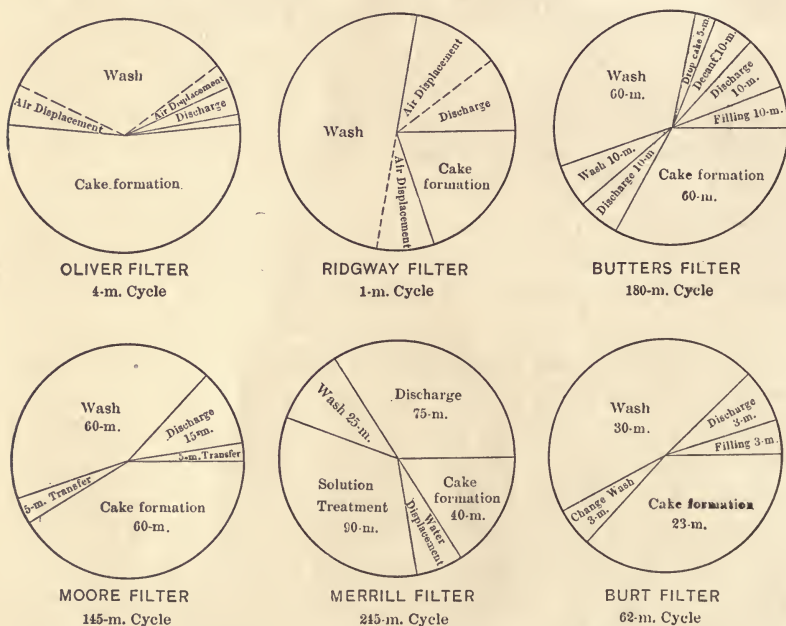 Wash
Air Displacement
Air Displacement
Discharge
Cake formation
OLIVER FILTER
4-m. Cycle
Wash
Air Displacement
Discharge
Cake
formation
Air Displacement
RIDGWAY FILTER
1-m. Cycle
Wash
60-m.
Drop cake 5-m.
Decant. 10-m.
Discharge
10-m.
Filling 10-m.
Wash 10-m.
Discharge 10-m
Cake formation
60-m.
BUTTERS FILTER
180-m. Cycle
Wash
60-m.
Discharge
15-m.
5-m. Transfer
5-m. Transfer
Cake formation
60-m.
MOORE FILTER
145-m. Cycle
Wash 25-m.
Discharge
75-m.
Solution
Treatment
90-m.
Cake
formation
40-m.
Water
Displacement
MERRILL FILTER
245-m. Cycle
Wash
30-m.
Discharge
3-m.
Filling 3-m.
Change Wash
3-m.
Cake formation
23-m.
BURT FILTER
62-m. Cycle